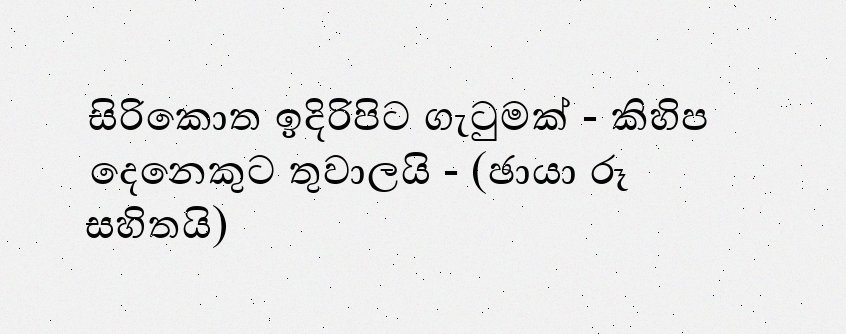 සිරිකොත ඉදිරිපිට ගැටුමක් - කිහිප
දෙනෙකුට තුවාලයි - (ඡායා රූ
සහිතයි)